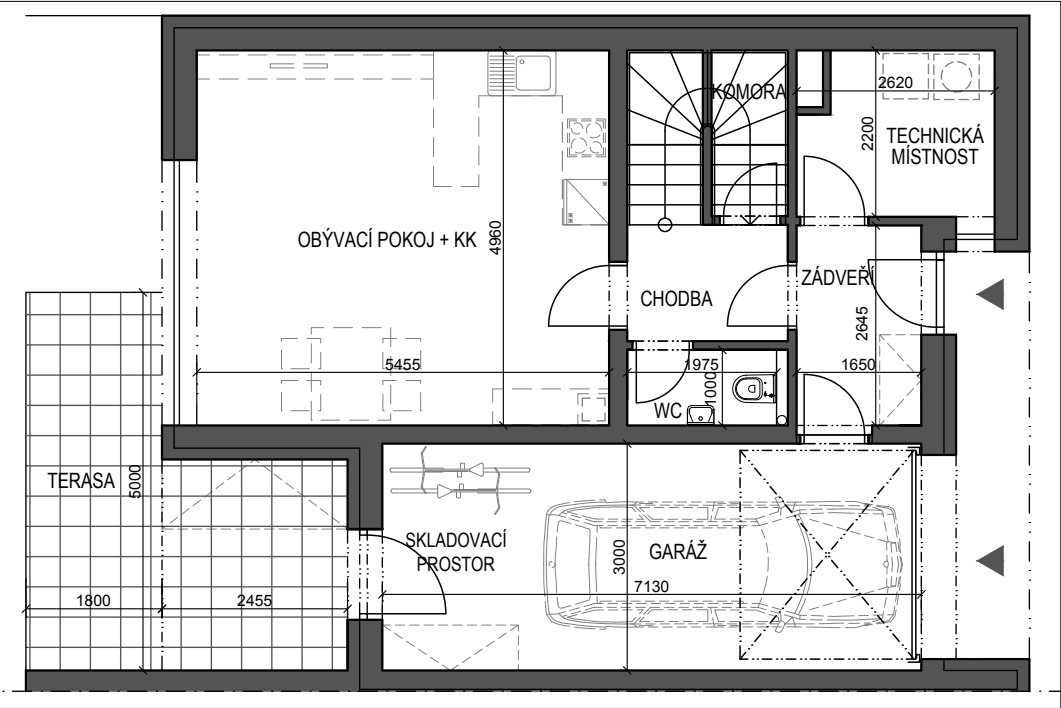 KOMORA
2620
2200
TECHNICKÁ
MÍSTNOST
OBÝVACÍ POKOJ + KK
4960
CHODBA
ZÁDVEŘÍ
2645
5455
1975
1000
1650
WC
TERASA
5000
SKLADOVACÍ
PROSTOR
GARÁŽ
3000
7130
1800
2455